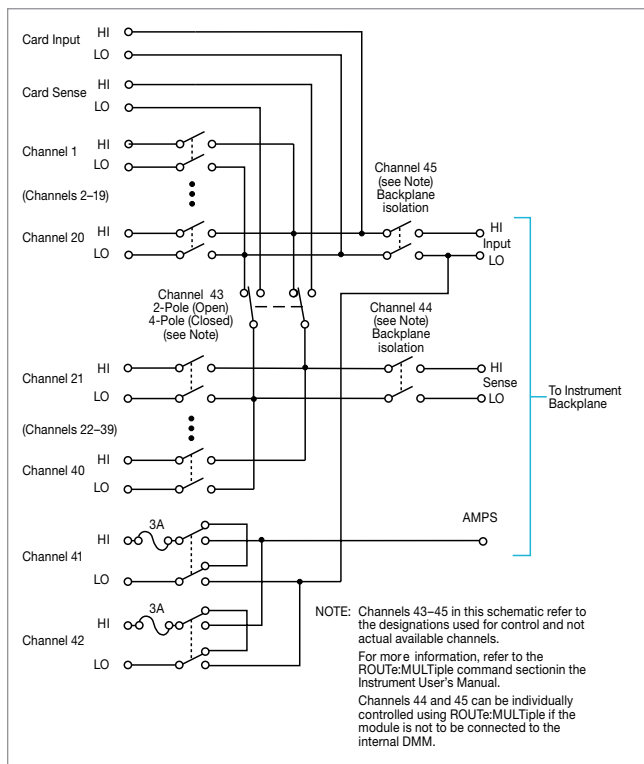 Card Input HI
LO
Card Sense HI
LO
Channel 1 HI
LO
(Channels 2–19)
Channel 20 HI
LO
Channel 45
(see Note)
Backplane
isolation
HI
Input
LO
Channel 43
2-Pole (Open)
4-Pole (Closed)
(see Note)
Channel 44
(see Note)
Backplane
isolation
Channel 21 HI
LO
HI
Sense
LO
To Instrument
Backplane
(Channels 22–39)
Channel 40 HI
LO
AMPS
3A
Channel 41 HI
LO
3A
Channel 42 HI
LO
NOTE: Channels 43–45 in this schematic refer to
the designations used for control and not
actual available channels.
For more information, refer to the
ROUTe:MULTiple command sectionin the
Instrument User's Manual.
Channels 44 and 45 can be individually
controlled using ROUTe:MULTiple if the
module is not to be connected to the
internal DMM.